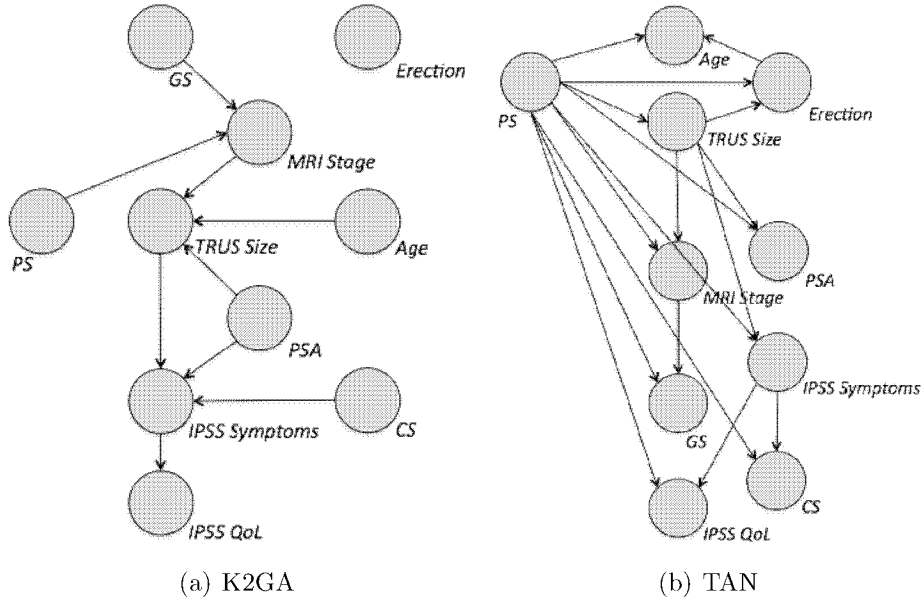 GS
Erection
MRI Stage
PS
TRUS Size
Age
PSA
IPSS Symptoms
CS
IPSS QoL
(a) K2GA
Age
PS
Erection
TRUS Size
PSA
MRI Stage
IPSS Symptoms
GS
CS
IPSS QoL
(b) TAN